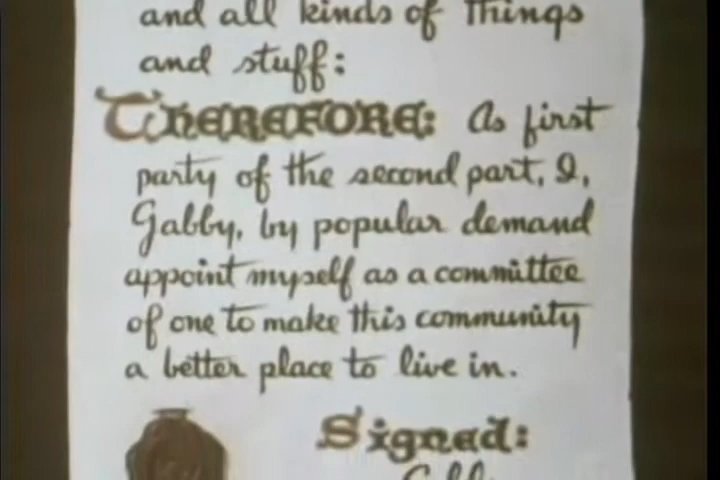 and all kinds of Things
and stuff:
THEREFORE: As first
party of the second part, I,
Gabby, by popular demand
appoint myself as a committee
of one to make this community
a better place to live in.
Signed: